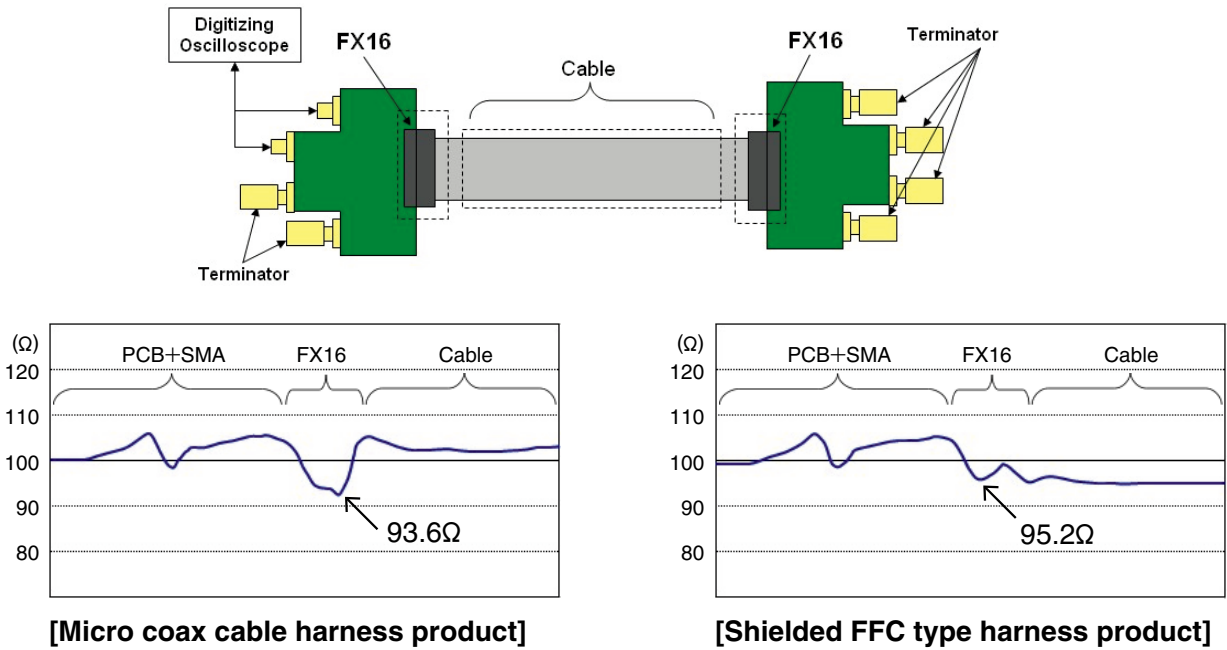 Digitizing
Oscilloscope
FX16
Cable
FX16
Terminator
Terminator
(Ω)
120
110
100
90
80
PCB+SMA
FX16
Cable
93.6Ω
[Micro coax cable harness product]
(Ω)
120
110
100
90
80
PCB+SMA
FX16
Cable
95.2Ω
[Shielded FFC type harness product]